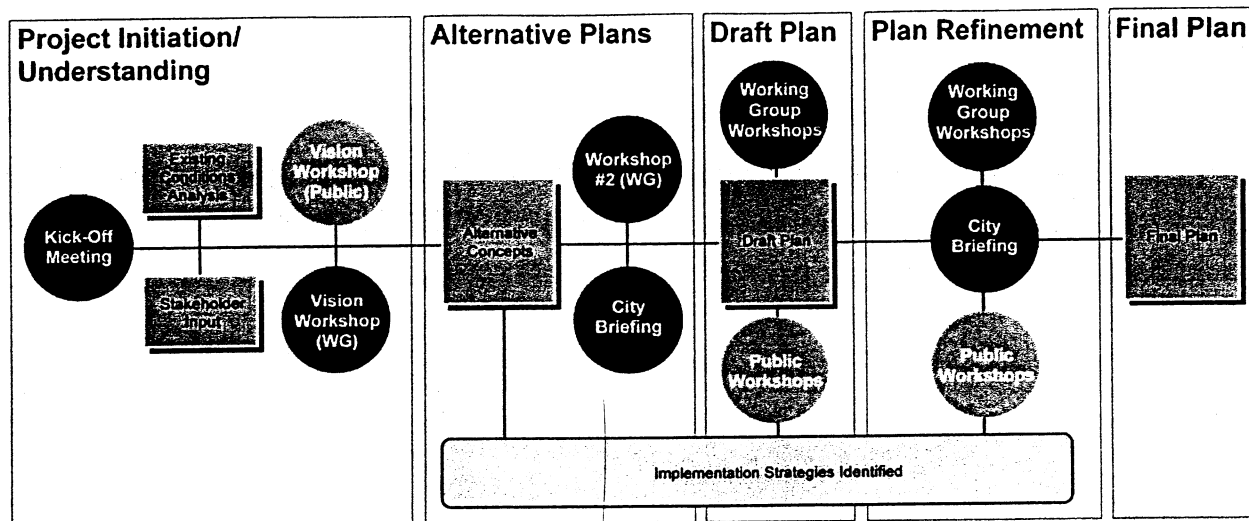 Project Initiation/
Understanding
Existing
Conditions
Analysis
Vision
Workshop
(Public)
Kick-Off
Meeting
Stakeholder
Input
Vision
Workshop
(WG)
Alternative Plans
Alternative
Concepts
Workshop
#2 (WG)
City
Briefing
Draft Plan
Working
Group
Workshops
Draft Plan
Public
Workshops
Plan Refinement
Working
Group
Workshops
City
Briefing
Public
Workshops
Final Plan
Final Plan
Implementation Strategies Identified